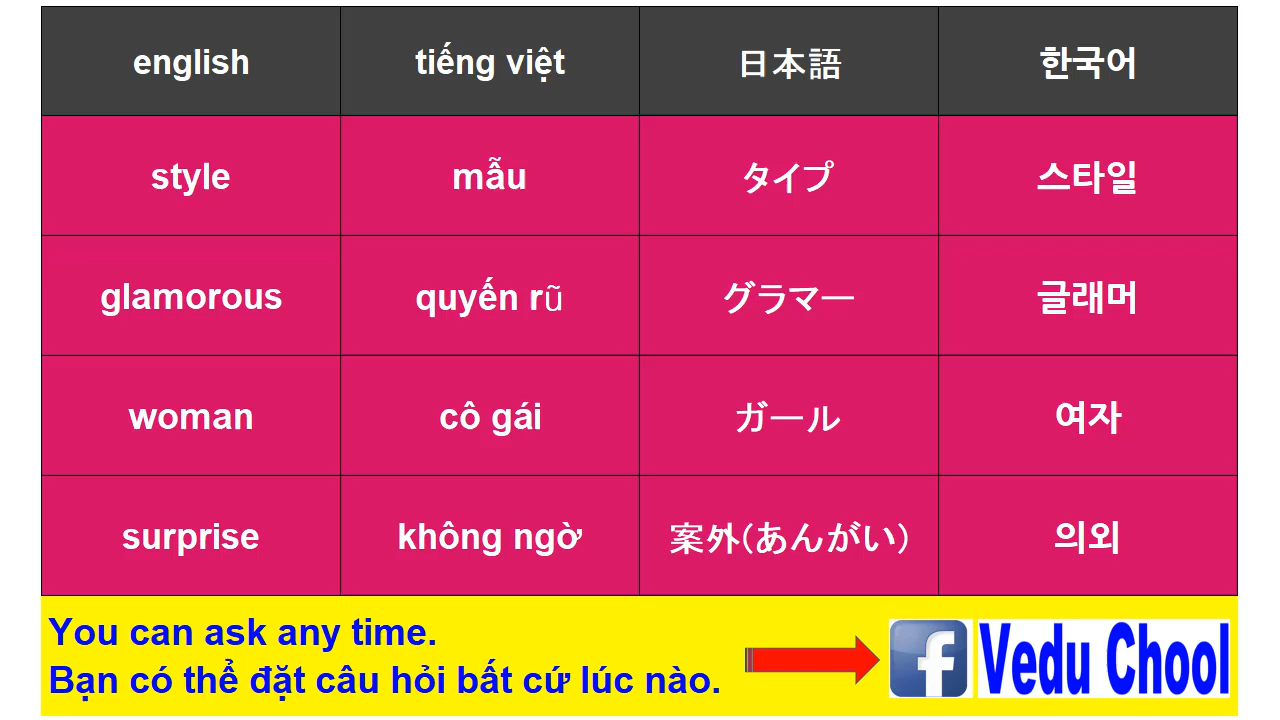 english tiếng việt 日本語 한국어
style mẫu タイプ 스타일
glamorous quyến rũ グラマー 글래머
woman cô gái ガール 여자
surprise không ngờ 案外(あんがい) 의외
You can ask any time.
Bạn có thể đặt câu hỏi bất cứ lúc nào.
f Vedu Chool